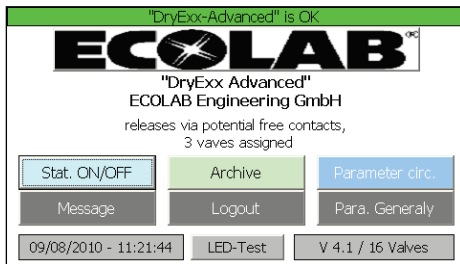 "DryExx-Advanced" is OK
ECOLAB®
"DryExx Advanced"
ECOLAB Engineering GmbH
releases via potential free contacts,
3 vaves assigned
Stat. ON/OFF Archive Parameter circ.
Message Logout Para. Generaly
09/08/2010 - 11:21:44 LED-Test V 4.1 / 16 Valves